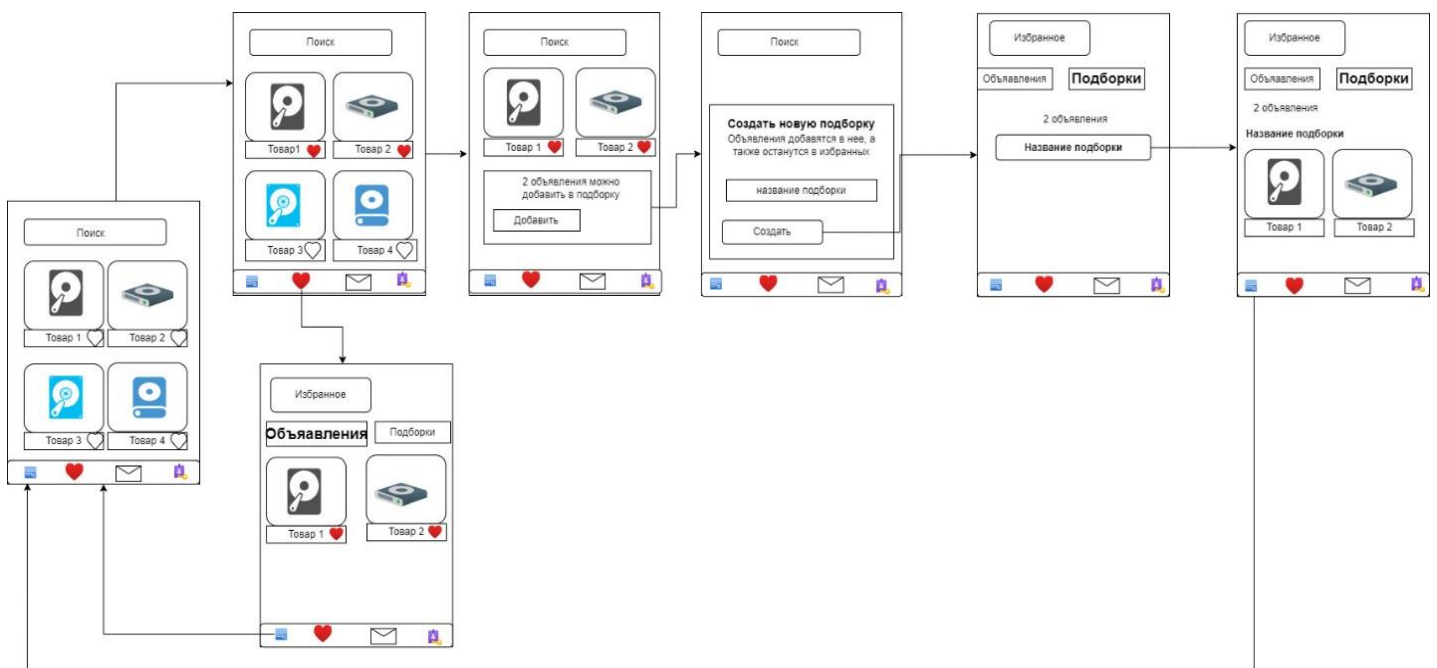 Поиск
Товар1
Товар 2
Товар 3
Товар 4
Поиск
Товар 1
Товар 2
2 объявления можно
добавить в подборку
Добавить
Поиск
Создать новую подборку
Объявления добавятся в нее, а
также останутся в избранных
название подборки
Создать
Избранное
Объявления
Подборки
2 объявления
Название подборки
Избранное
Объявления
Подборки
2 объявления
Название подборки
Товар 1
Товар 2
Поиск
Товар 1
Товар 2
Товар 3
Товар 4
Избранное
Объяавления
Подборки
Товар 1
Товар 2